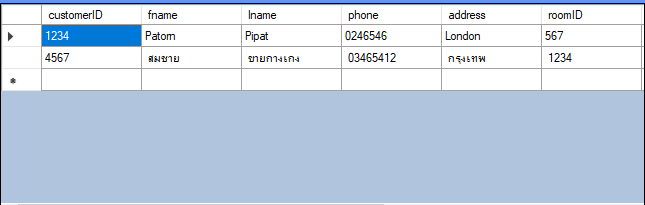 customerID fname lname phone address roomID
1234 Patom Pipat 0246546 London 567
4567 สมชาย ขายกางเกง 03465412 กรุงเทพ 1234